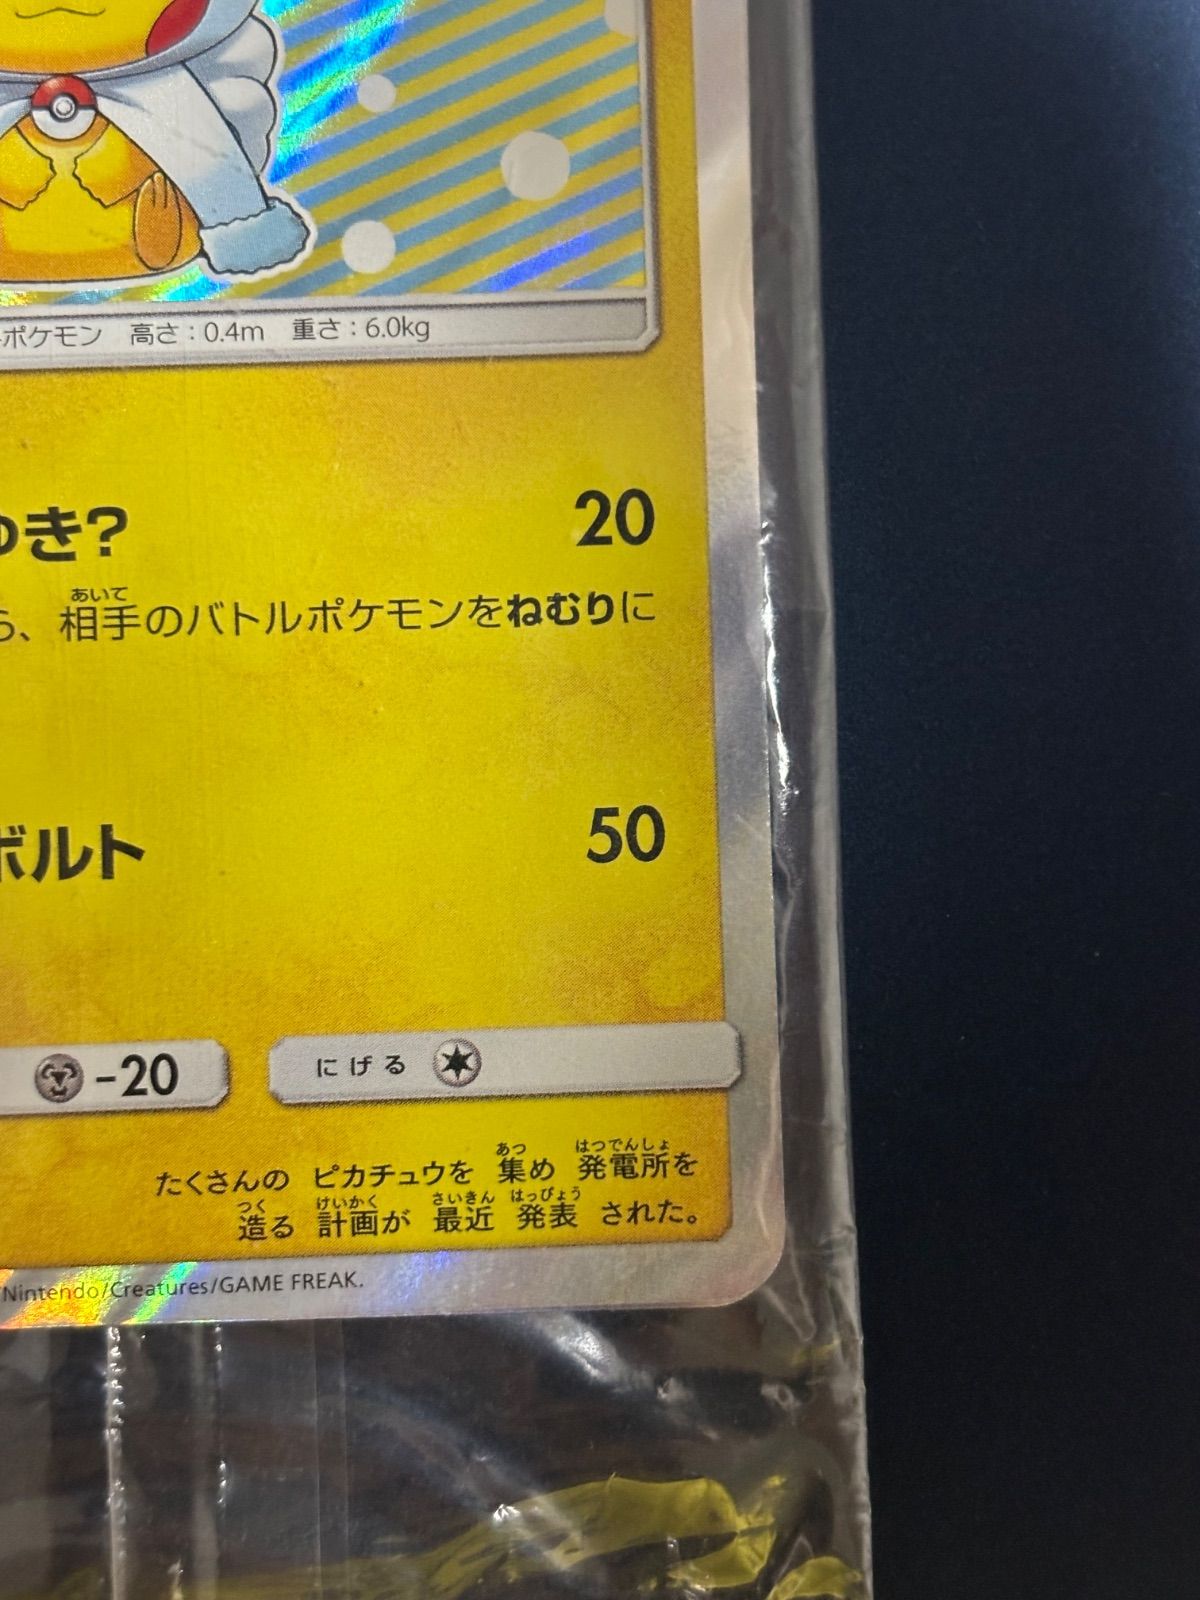 ポケモン 高さ:0.4m 重さ:6.0kg
ゆき? 20
ら、相手のバトルポケモンをねむりに
あいて
ボルト 50
-20 にげる
たくさんの ピカチュウを 集め 発電所を
あつ はつでんしょ
造る 計画が 最近 発表 された。
つく けいかく さいきん はっぴょう
/Nintendo/Creatures/GAME FREAK.